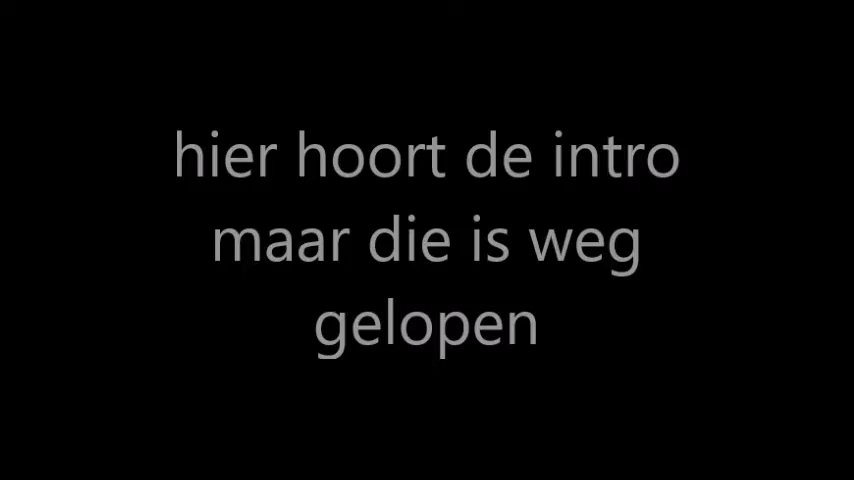 hier hoort de intro
maar die is weg
gelopen